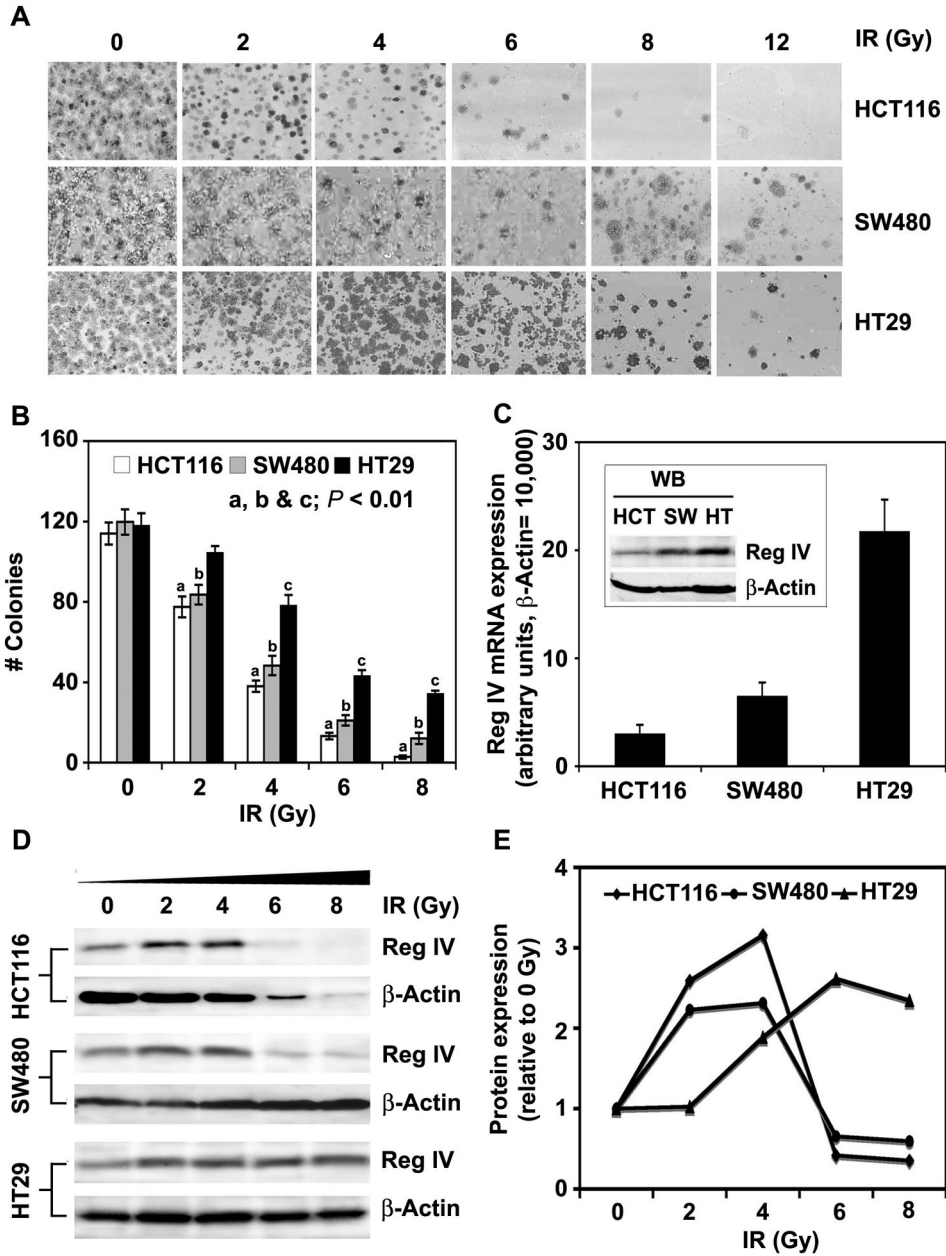 A
0 2 4 6 8 12 IR (Gy)
HCT116
SW480
HT29
B
160
120
80
40
0
# Colonies
HCT116 SW480 HT29
a, b & c; P < 0.01
a b
a b c
a b c
a b c
0 2 4 6 8
IR (Gy)
C
30
20
10
0
Reg IV mRNA expression
(arbitrary units, β-Actin= 10,000)
WB
HCT SW HT
Reg IV
β-Actin
HCT116 SW480 HT29
D
0 2 4 6 8 IR (Gy)
HCT116
Reg IV
β-Actin
SW480
Reg IV
β-Actin
HT29
Reg IV
β-Actin
E
4
3
2
1
0
Protein expression
(relative to 0 Gy)
HCT116 SW480 HT29
0 2 4 6 8
IR (Gy)